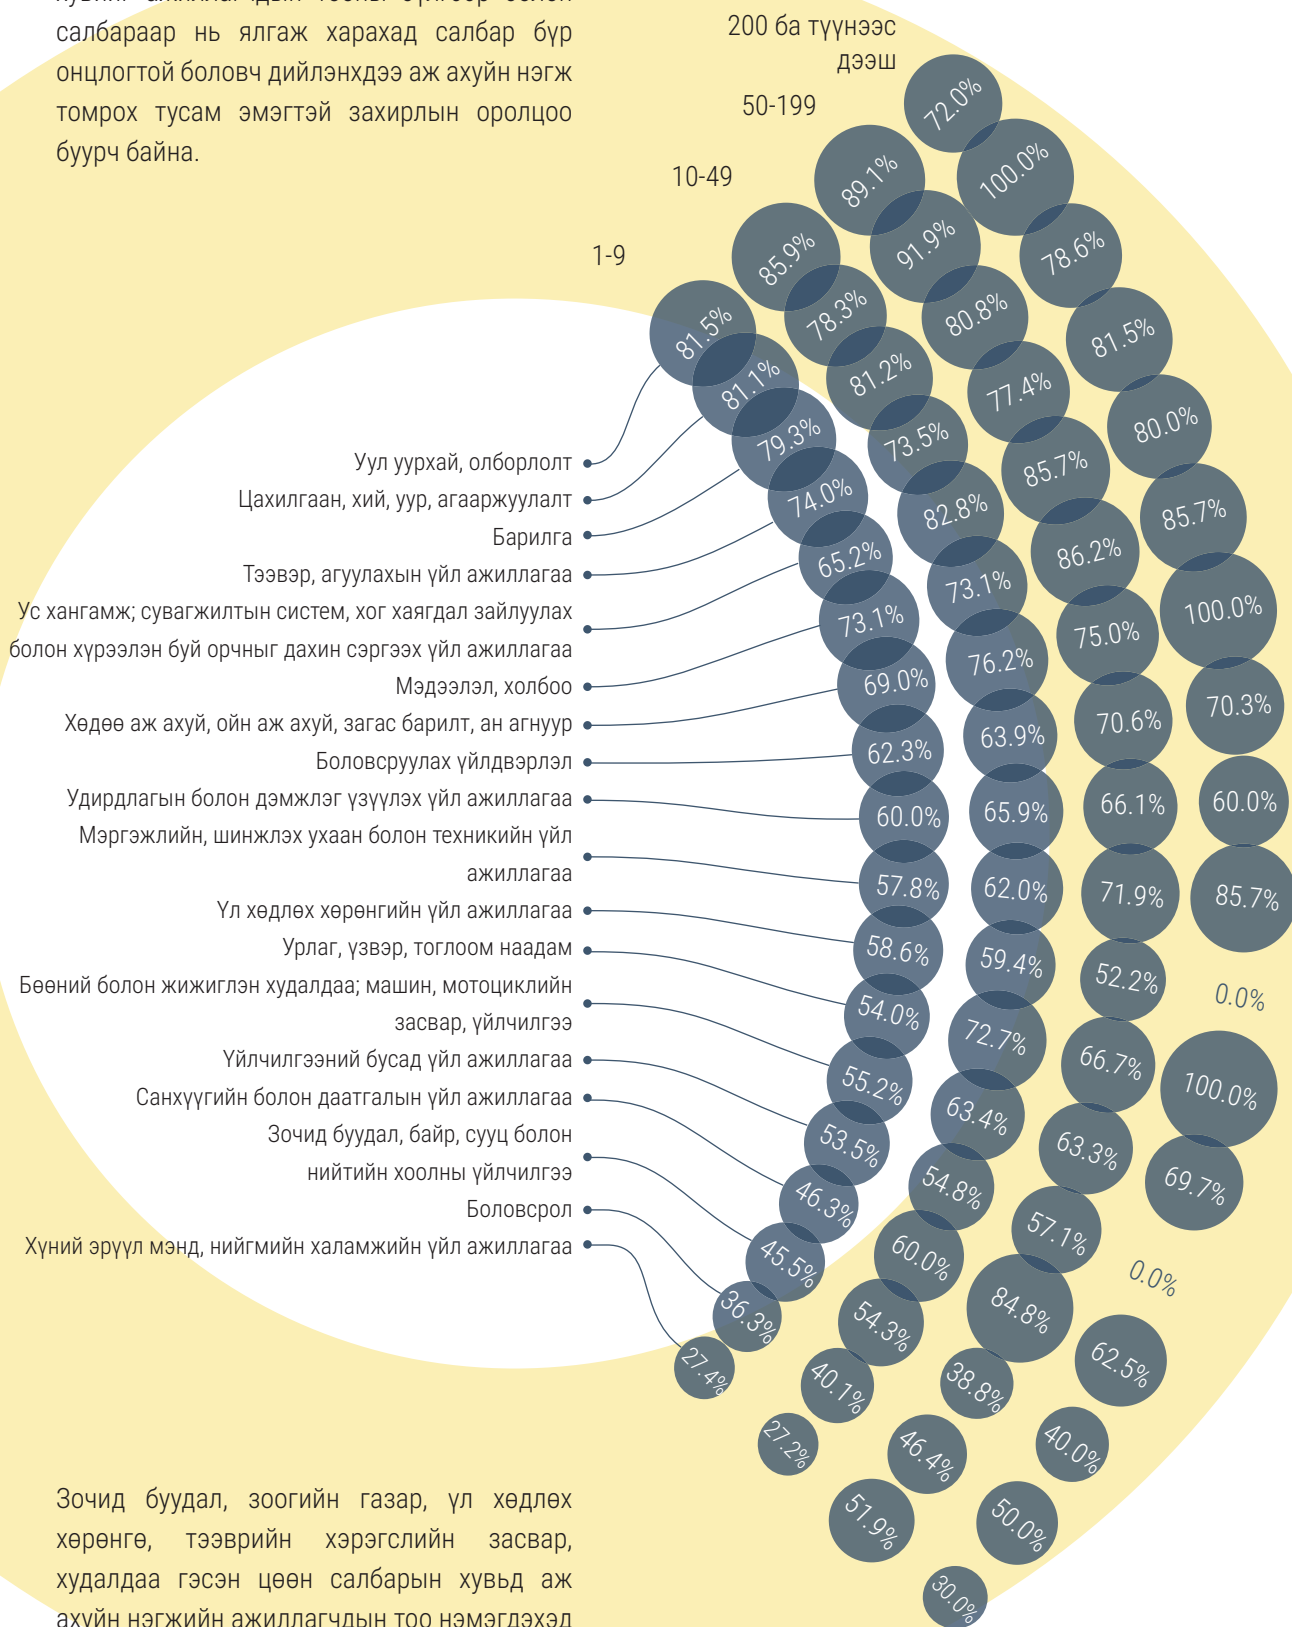 хувийг ажиллагчдын тооны бүлгээр болон
салбараар нь ялгаж харахад салбар бүр
онцлогтой боловч дийлэнхдээ аж ахуйн нэгж
томрох тусам эмэгтэй захирлын оролцоо
буурч байна.
200 ба түүнээс
дээш
50-199
10-49
1-9
Уул уурхай, олборлолт
Цахилгаан, хий, уур, агааржуулалт
Барилга
Тээвэр, агуулахын үйл ажиллагаа
Ус хангамж; сувагжилтын систем, хог хаягдал зайлуулах
болон хүрээлэн буй орчныг дахин сэргээх үйл ажиллагаа
Мэдээлэл, холбоо
Хөдөө аж ахуй, ойн аж ахуй, загас барилт, ан агнуур
Боловсруулах үйлдвэрлэл
Удирдлагын болон дэмжлэг үзүүлэх үйл ажиллагаа
Мэргэжлийн, шинжлэх ухаан болон техникийн үйл
ажиллагаа
Үл хөдлөх хөрөнгийн үйл ажиллагаа
Урлаг, үзвэр, тоглоом наадам
Бөөний болон жижиглэн худалдаа; машин, мотоциклийн
засвар, үйлчилгээ
Үйлчилгээний бусад үйл ажиллагаа
Санхүүгийн болон даатгалын үйл ажиллагаа
Зочид буудал, байр, сууц болон
нийтийн хоолны үйлчилгээ
Боловсрол
Хүний эрүүл мэнд, нийгмийн халамжийн үйл ажиллагаа
81.5%
81.1%
79.3%
74.0%
65.2%
73.1%
69.0%
62.3%
60.0%
57.8%
58.6%
54.0%
55.2%
53.5%
46.3%
45.5%
36.3%
27.4%
85.9%
78.3%
81.2%
73.5%
82.8%
73.1%
76.2%
63.9%
65.9%
62.0%
59.4%
72.7%
63.4%
54.8%
60.0%
54.3%
40.1%
27.2%
89.1%
91.9%
80.8%
77.4%
85.7%
86.2%
75.0%
70.6%
66.1%
71.9%
52.2%
66.7%
63.3%
57.1%
84.8%
38.8%
46.4%
51.9%
72.0%
100.0%
78.6%
81.5%
80.0%
85.7%
100.0%
70.3%
60.0%
85.7%
0.0%
100.0%
69.7%
0.0%
62.5%
40.0%
50.0%
30.0%
Зочид буудал, зоогийн газар, үл хөдлөх
хөрөнгө, тээврийн хэрэгслийн засвар,
худалдаа гэсэн цөөн салбарын хувьд аж
ахуйн нэгжийн ажиллагчдын тоо нэмэгдэхэд